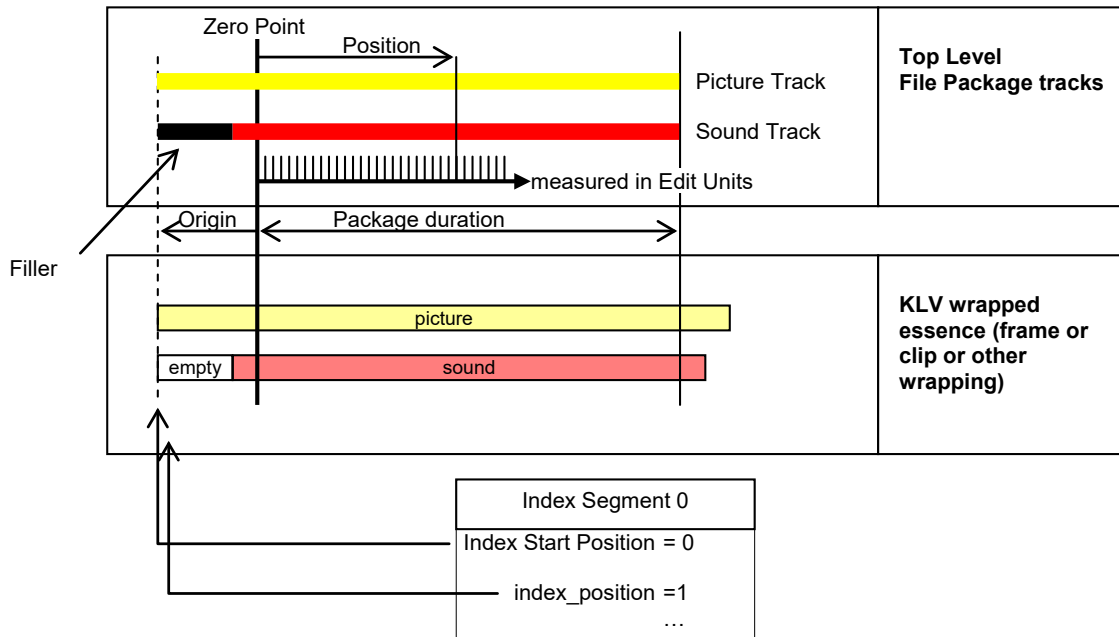 Zero Point
Position
Top Level
File Package tracks
Picture Track
Sound Track
measured in Edit Units
Origin
Package duration
Filler
picture
KLV wrapped
essence (frame or
clip or other
wrapping)
empty
sound
Index Segment 0
Index Start Position = 0
index_position =1
…